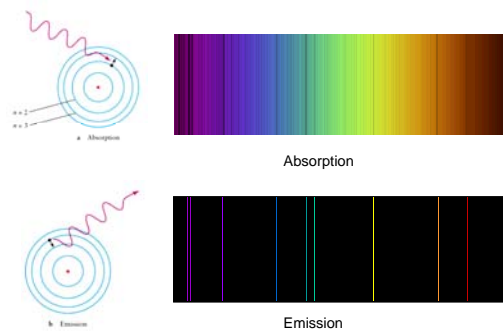 n = 2
n = 3
a Absorption
Absorption
b Emission
Emission